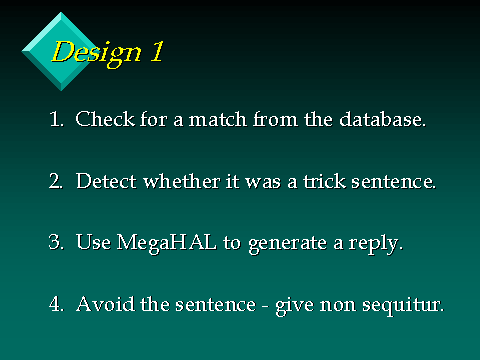 Design 1
1. Check for a match from the database.
2. Detect whether it was a trick sentence.
3. Use MegaHAL to generate a reply.
4. Avoid the sentence - give non sequitur.